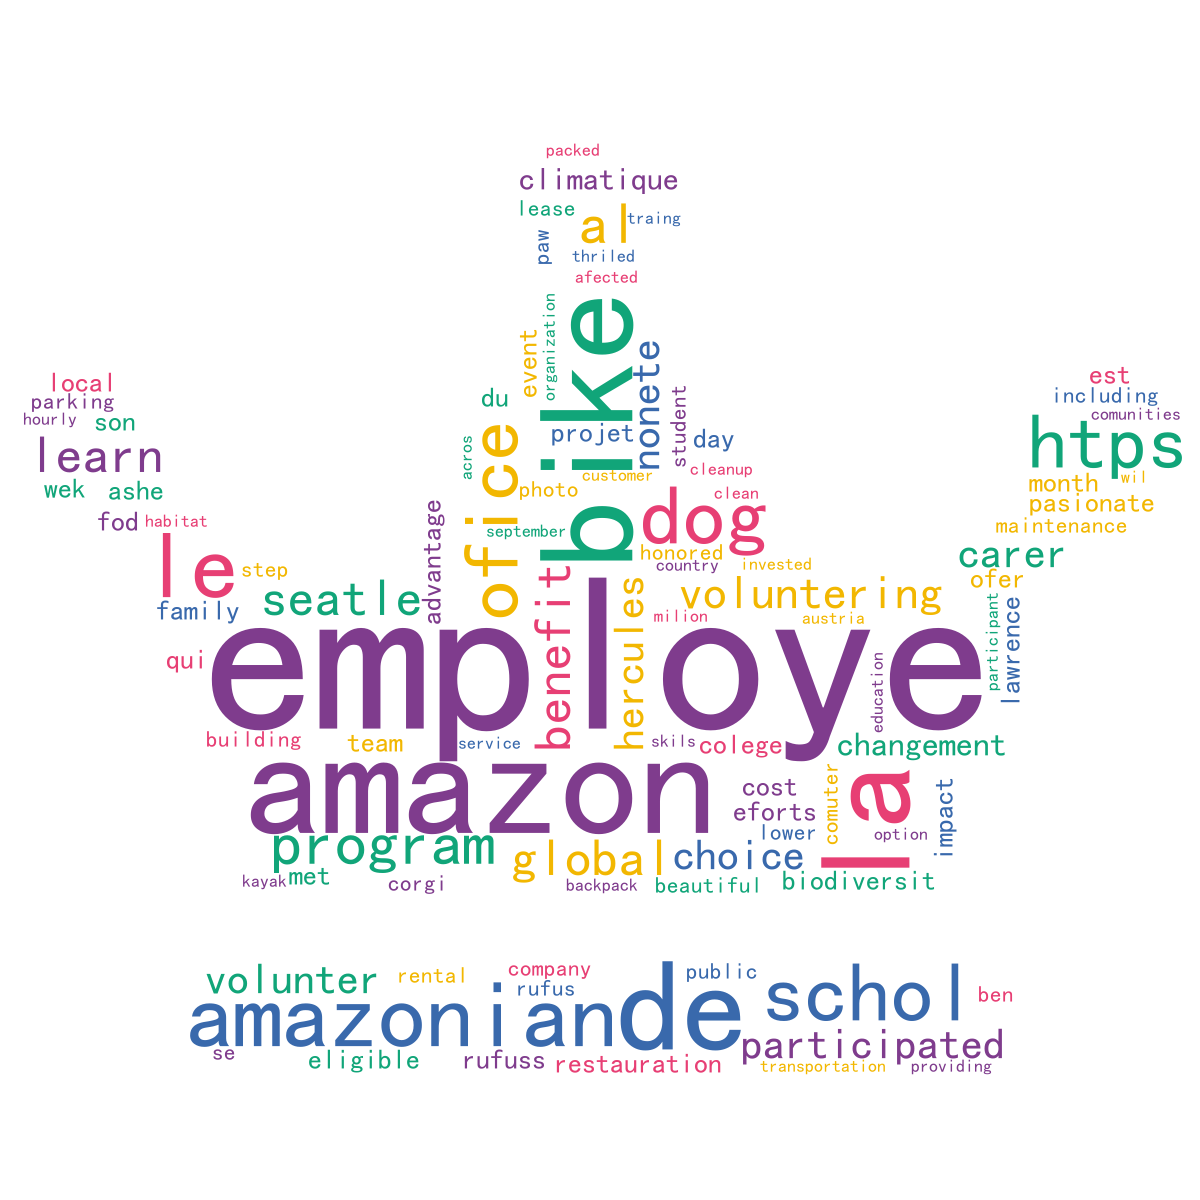 packed
climatique
lease
al
traing
paw
thriled
afected
organization
event
bike
nonete
student
du
projet
day
acros
office
cleanup
customer
photo
clean
september
dog
honored
country
invested
local
parking
hourly
son
learn
wek
ashe
fod
habitat
est
including
comunities
htps
month
wil
pasionate
maintenance
carer
ofer
le
step
family
seatle
advantage
benefit
hercules
voluntering
milion
austria
participant
lawrence
education
employe
qui
building
team
service
skils
colege
changement
amazon
cost
eforts
lower
comuter
la
option
impact
program
global
choice
kayak
met
corgi
backpack
beautiful
biodiversit
volunter
rental
company
rufus
public
amazonian
de
schol
ben
se
eligible
rufuss
restauration
participated
transportation
providing